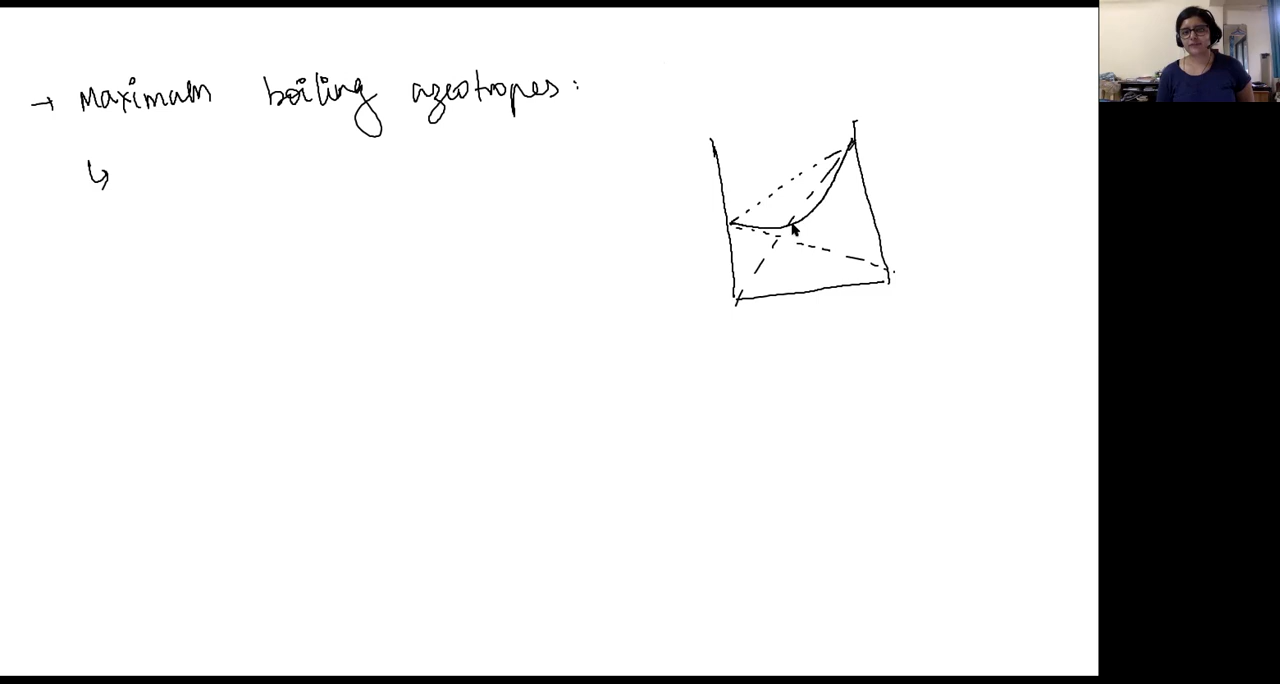 → Maximum boiling azeotropes :
↳